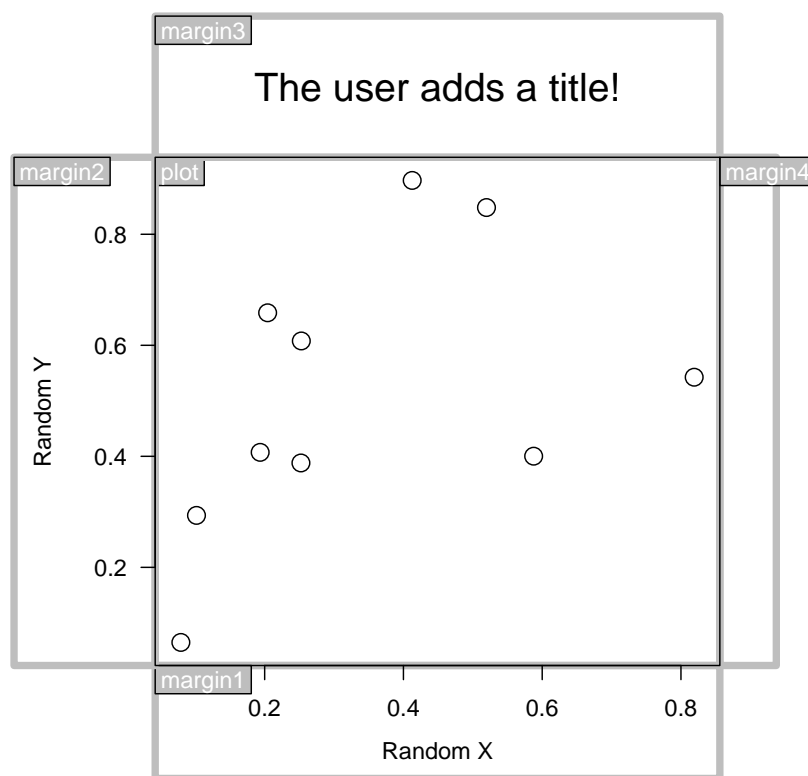 margin3
The user adds a title!
margin2
plot
margin4
0.8
0.6
0.4
0.2
Random Y
margin1
0.2 0.4 0.6 0.8
Random X